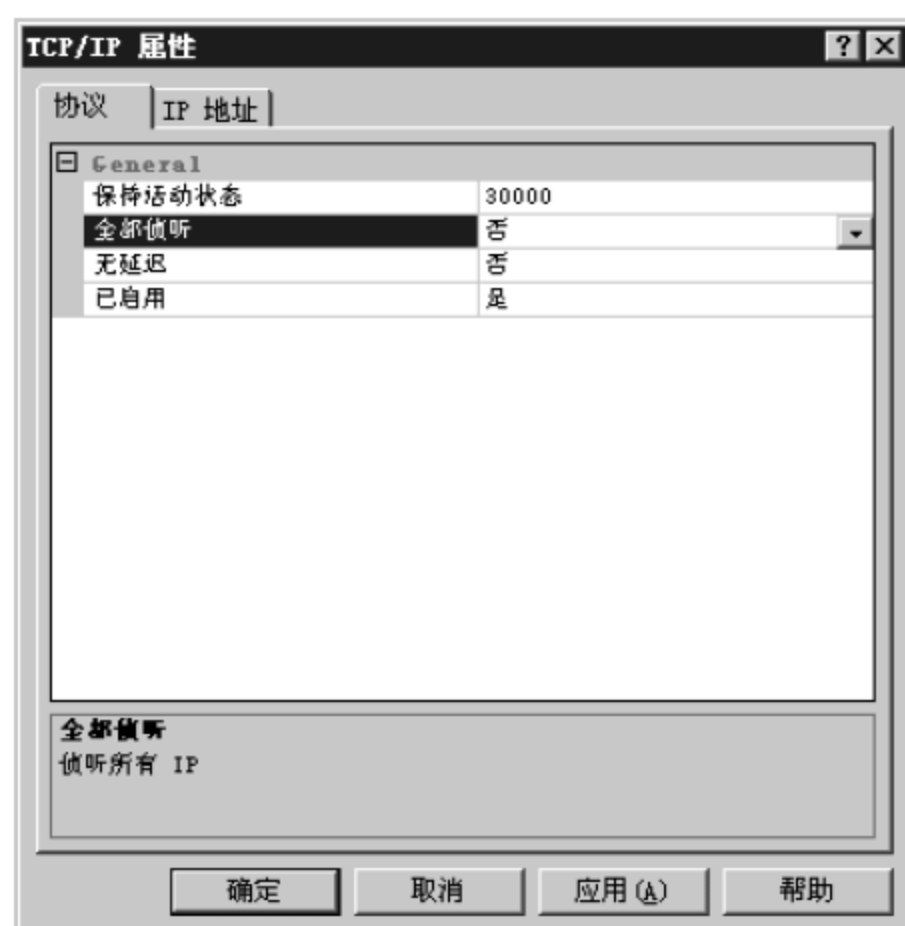 TCP/IP 属性
协议 IP 地址
General
保持活动状态 30000
全部侦听 否
无延迟 否
已启用 是
全部侦听
侦听所有 IP
确定 取消 应用(A) 帮助